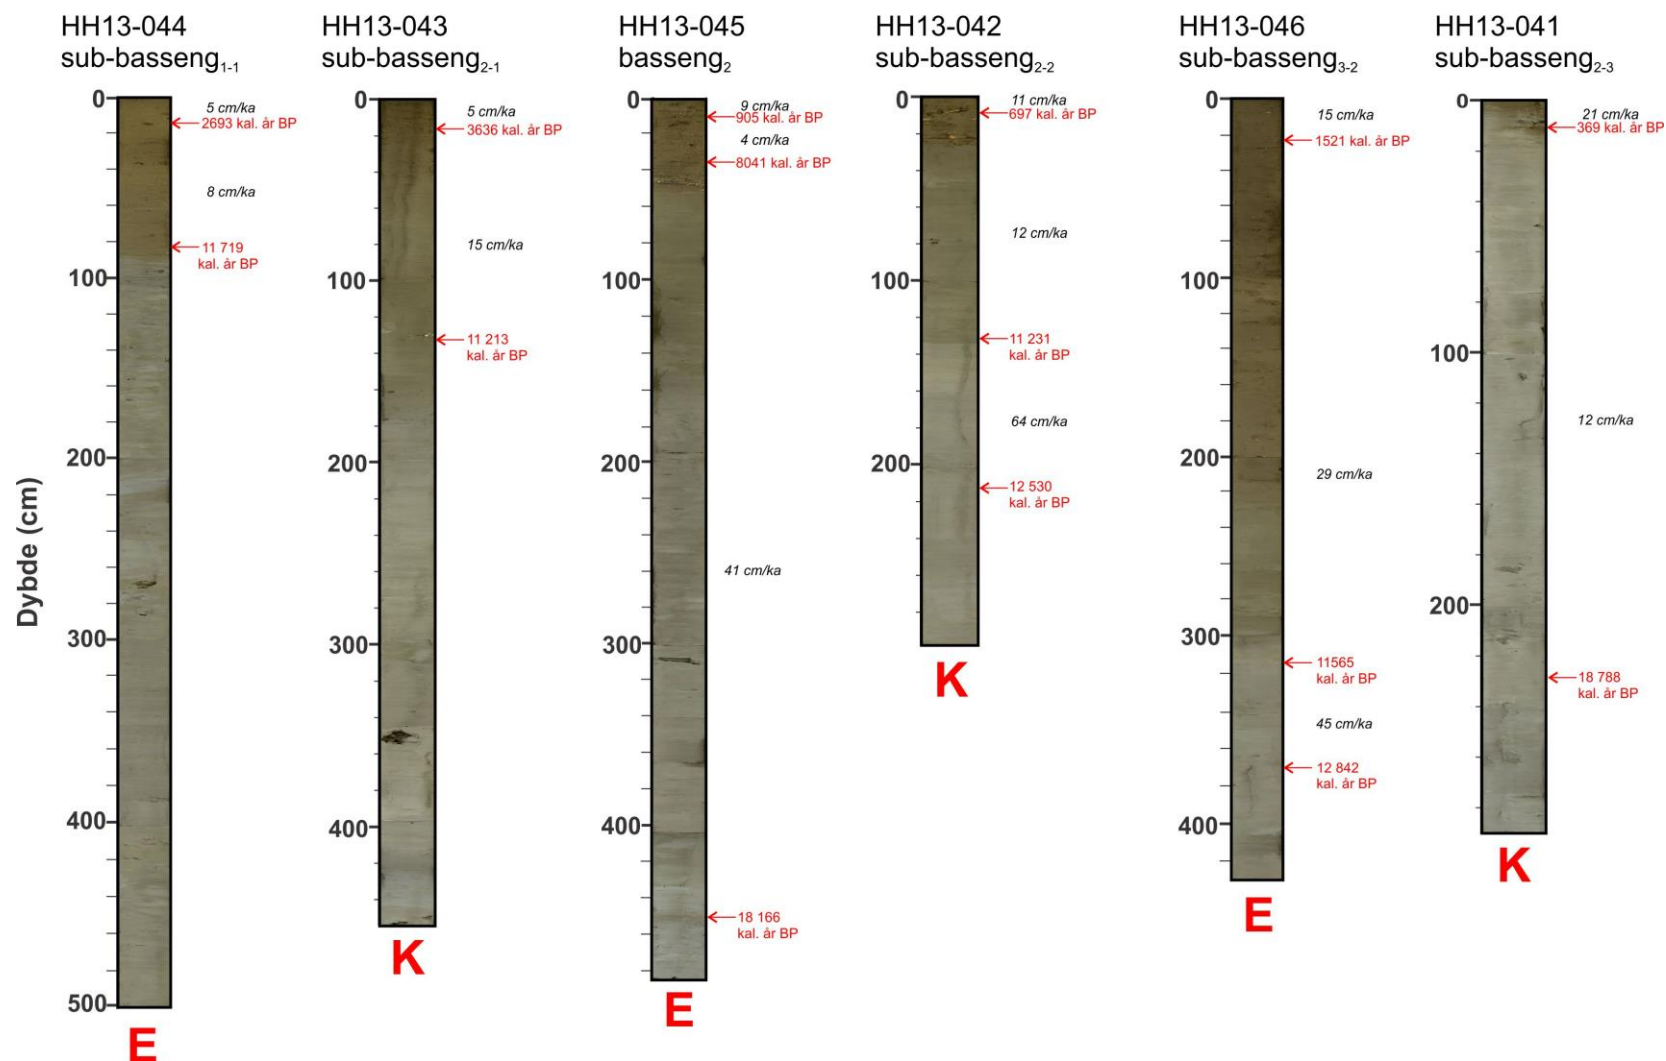 HH13-044
sub-basseng1-1
0
5 cm/ka
2693 kal. år BP
8 cm/ka
11 719
kal. år BP
100
200
300
400
500
Dybde (cm)
E
HH13-043
sub-basseng2-1
0
5 cm/ka
3636 kal. år BP
15 cm/ka
100
11 213
kal. år BP
200
300
400
K
HH13-045
basseng2
0
9 cm/ka
905 kal. år BP
4 cm/ka
8041 kal. år BP
100
200
41 cm/ka
300
400
18 166
kal. år BP
E
HH13-042
sub-basseng2-2
0
11 cm/ka
697 kal. år BP
12 cm/ka
100
11 231
kal. år BP
64 cm/ka
200
12 530
kal. år BP
K
HH13-046
sub-basseng3-2
0
15 cm/ka
1521 kal. år BP
100
200
29 cm/ka
300
11565
kal. år BP
45 cm/ka
12 842
kal. år BP
400
E
HH13-041
sub-basseng2-3
0
21 cm/ka
369 kal. år BP
100
12 cm/ka
200
18 788
kal. år BP
K